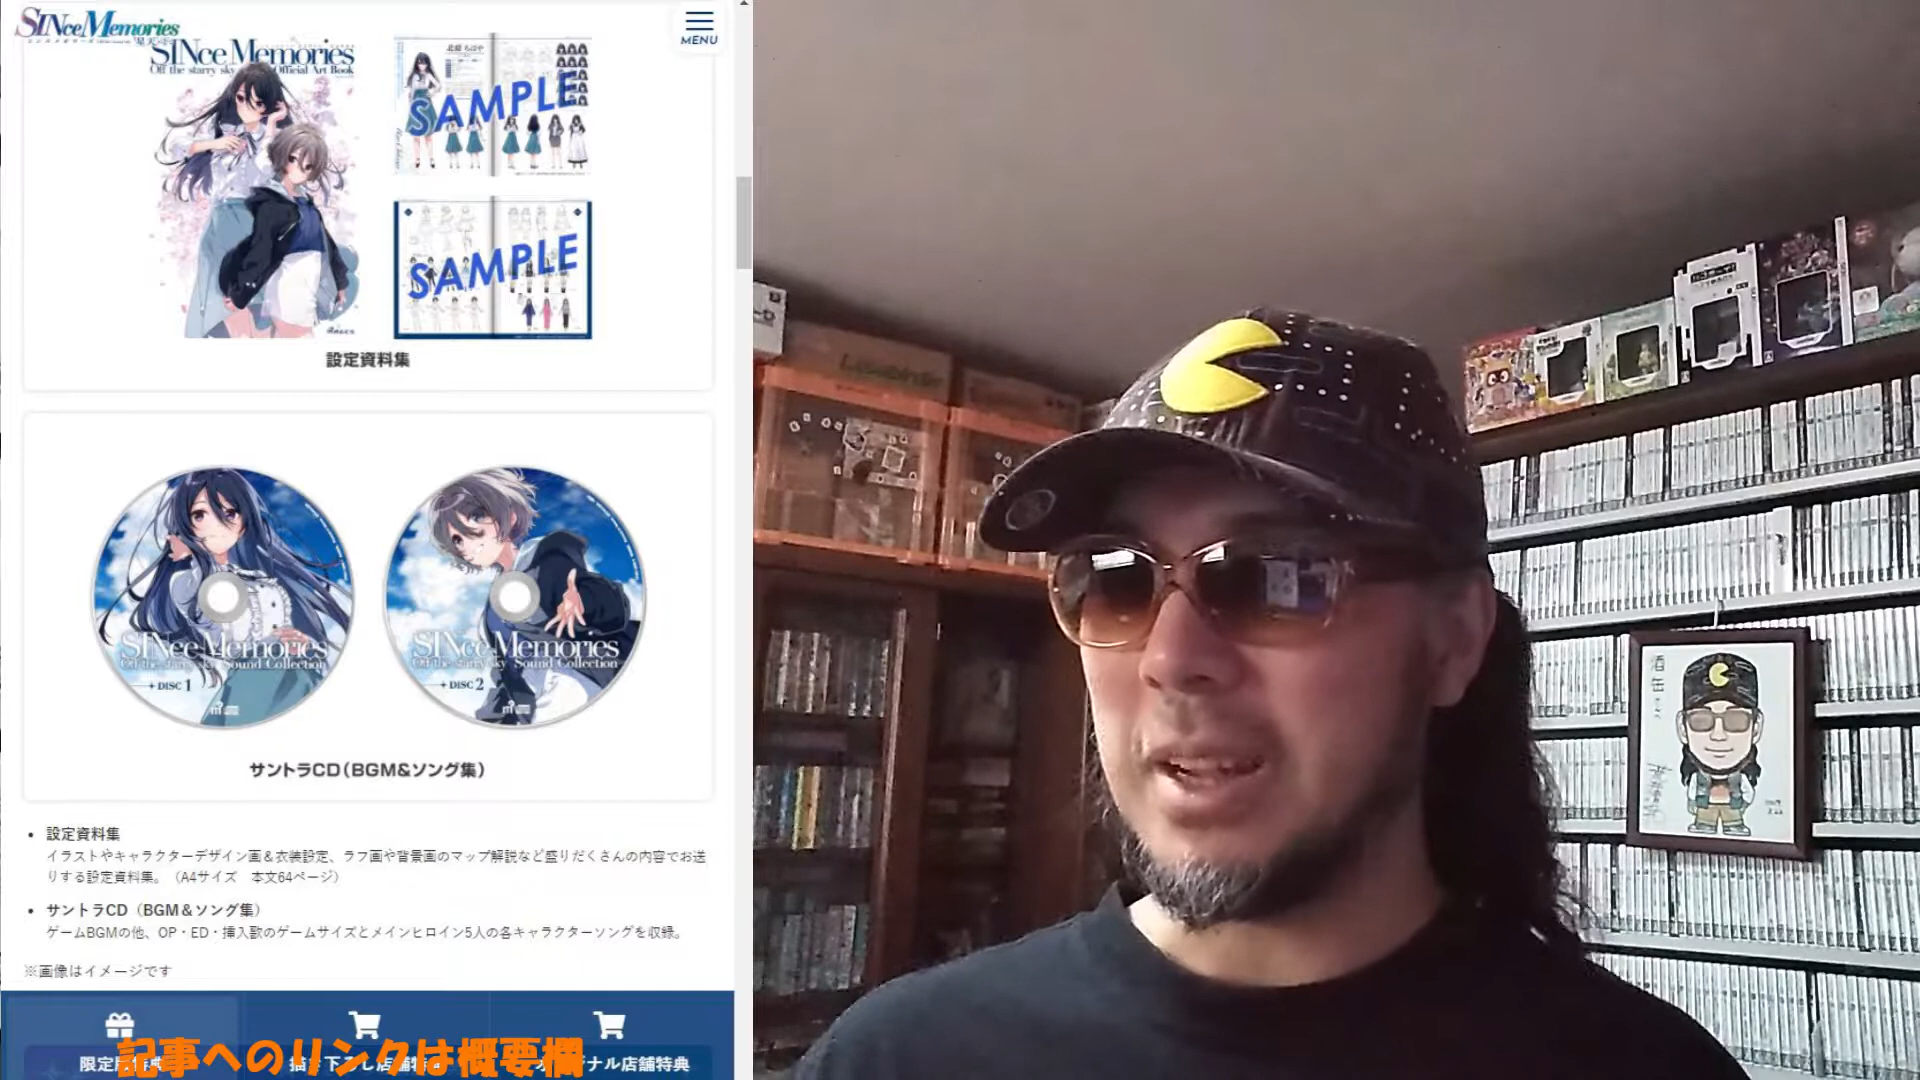 SINce Memories
MENU
SINce Memories
Off the starry sky Official Art Book
SAMPLE
SAMPLE
設定資料集
SINce Memories
Off the starry sky Sound Collection
DISC 1
SINce Memories
Off the starry sky Sound Collection
DISC 2
サントラCD（BGM&ソング集）
設定資料集
イラストやキャラクターデザイン画＆衣装設定、ラフ画や背景画のマップ解説など盛りだくさんの内容でお送
りする設定資料集。（A4サイズ　本文64ページ）
サントラCD（BGM＆ソング集）
ゲームBGMの他、OP・ED・挿入歌のゲームサイズとメインヒロイン5人の各キャラクターソングを収録。
※画像はイメージです
記事へのリンクは概要欄